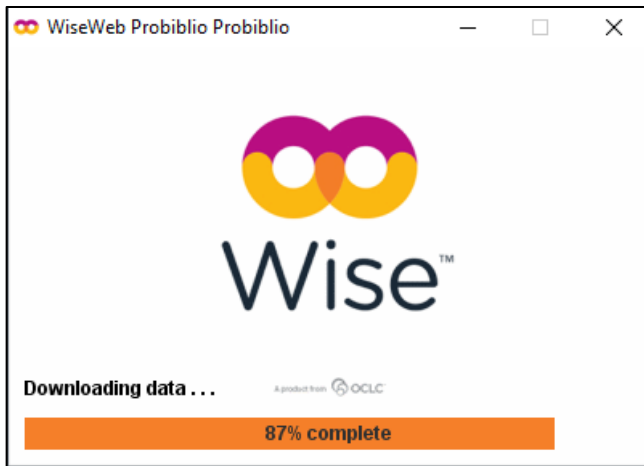 WiseWeb Probiblio Probiblio
Wise™
Downloading data . . .
A product from OCLC
87% complete